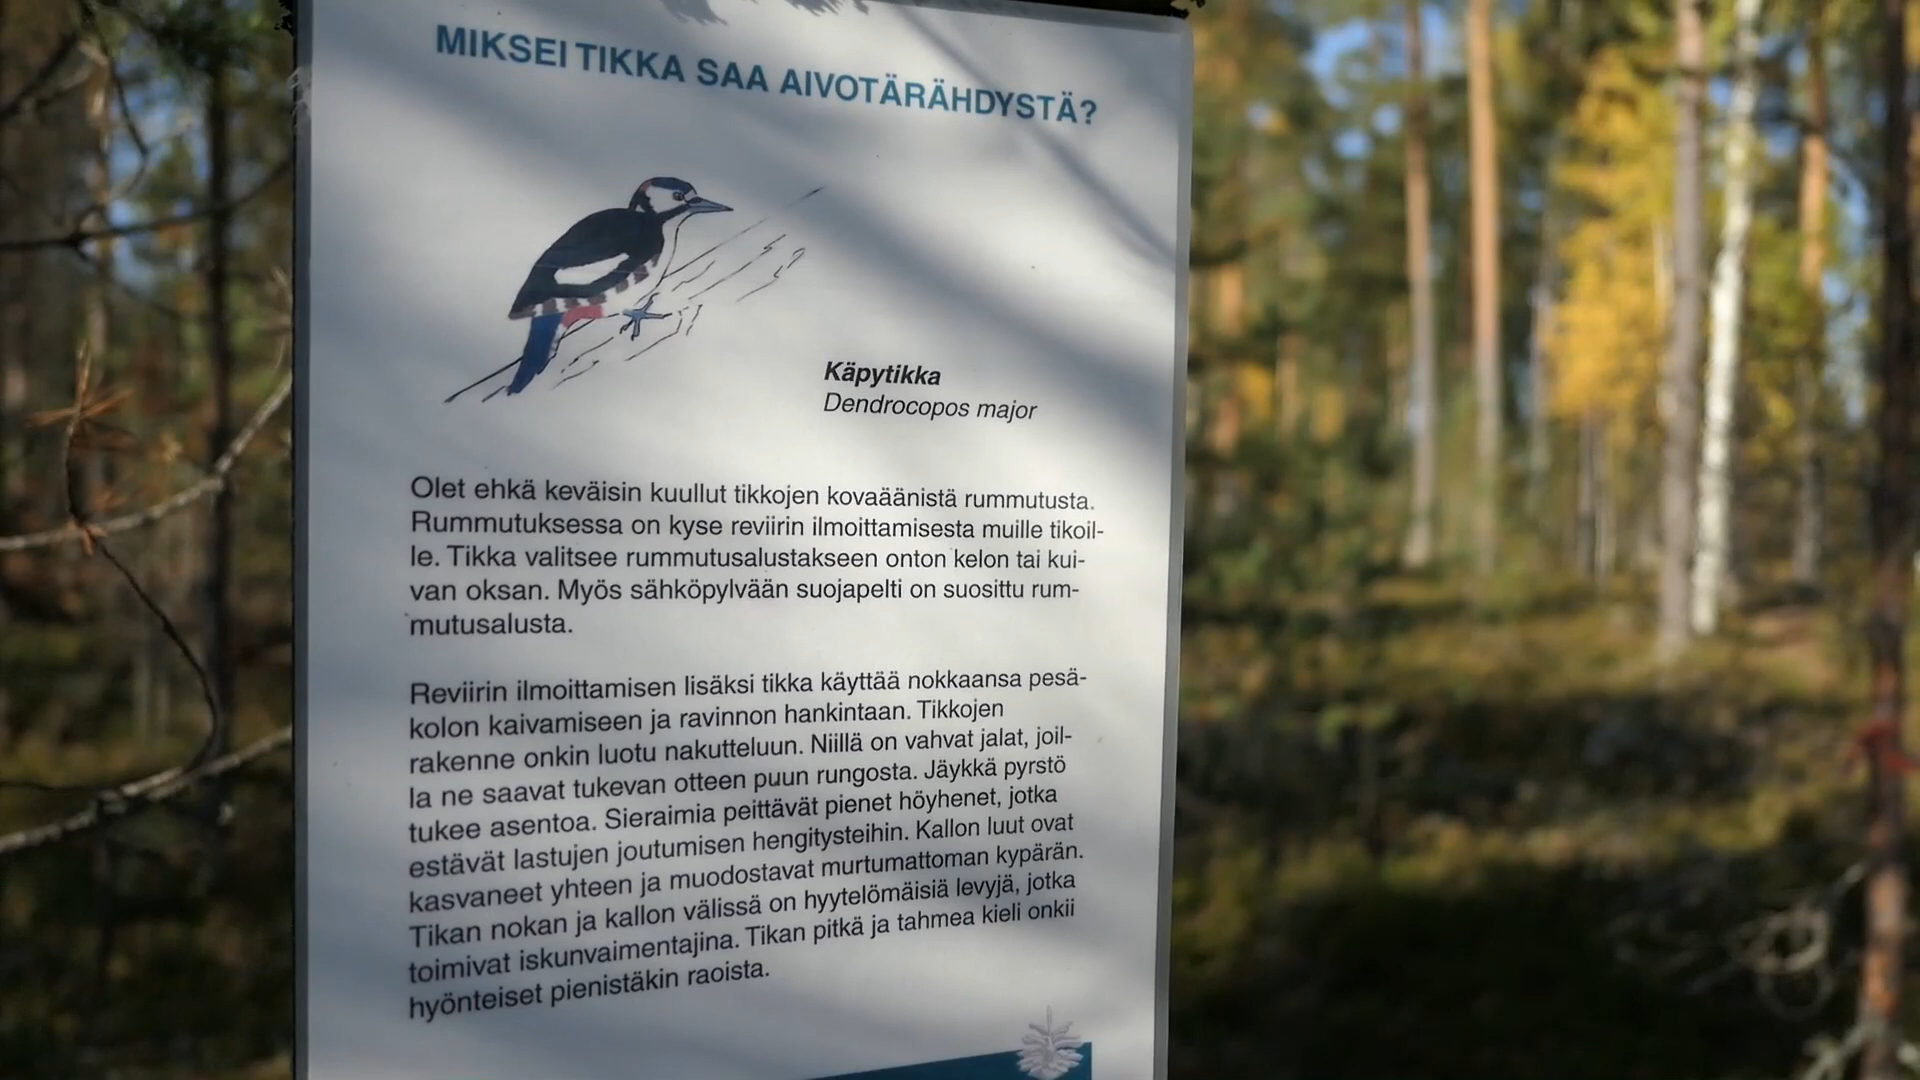 MIKSEI TIKKA SAA AIVOTÄRÄHDYSTÄ?
Käpytikka
Dendrocopos major
Olet ehkä keväisin kuullut tikkojen kovaäänistä rummutusta.
Rummutuksessa on kyse reviirin ilmoittamisesta muille tikoil-
le. Tikka valitsee rummutusalustakseen onton kelon tai kui-
van oksan. Myös sähköpylvään suojapelti on suosittu rum-
mutusalusta.
Reviirin ilmoittamisen lisäksi tikka käyttää nokkaansa pesä-
kolon kaivamiseen ja ravinnon hankintaan. Tikkojen
rakenne onkin luotu nakutteluun. Niillä on vahvat jalat, joil-
la ne saavat tukevan otteen puun rungosta. Jäykkä pyrstö
tukee asentoa. Sieraimia peittävät pienet höyhenet, jotka
estävät lastujen joutumisen hengitysteihin. Kallon luut ovat
kasvaneet yhteen ja muodostavat murtumattoman kypärän.
Tikan nokan ja kallon välissä on hyytelömäisiä levyjä, jotka
toimivat iskunvaimentajina. Tikan pitkä ja tahmea kieli onkii
hyönteiset pienistäkin raoista.